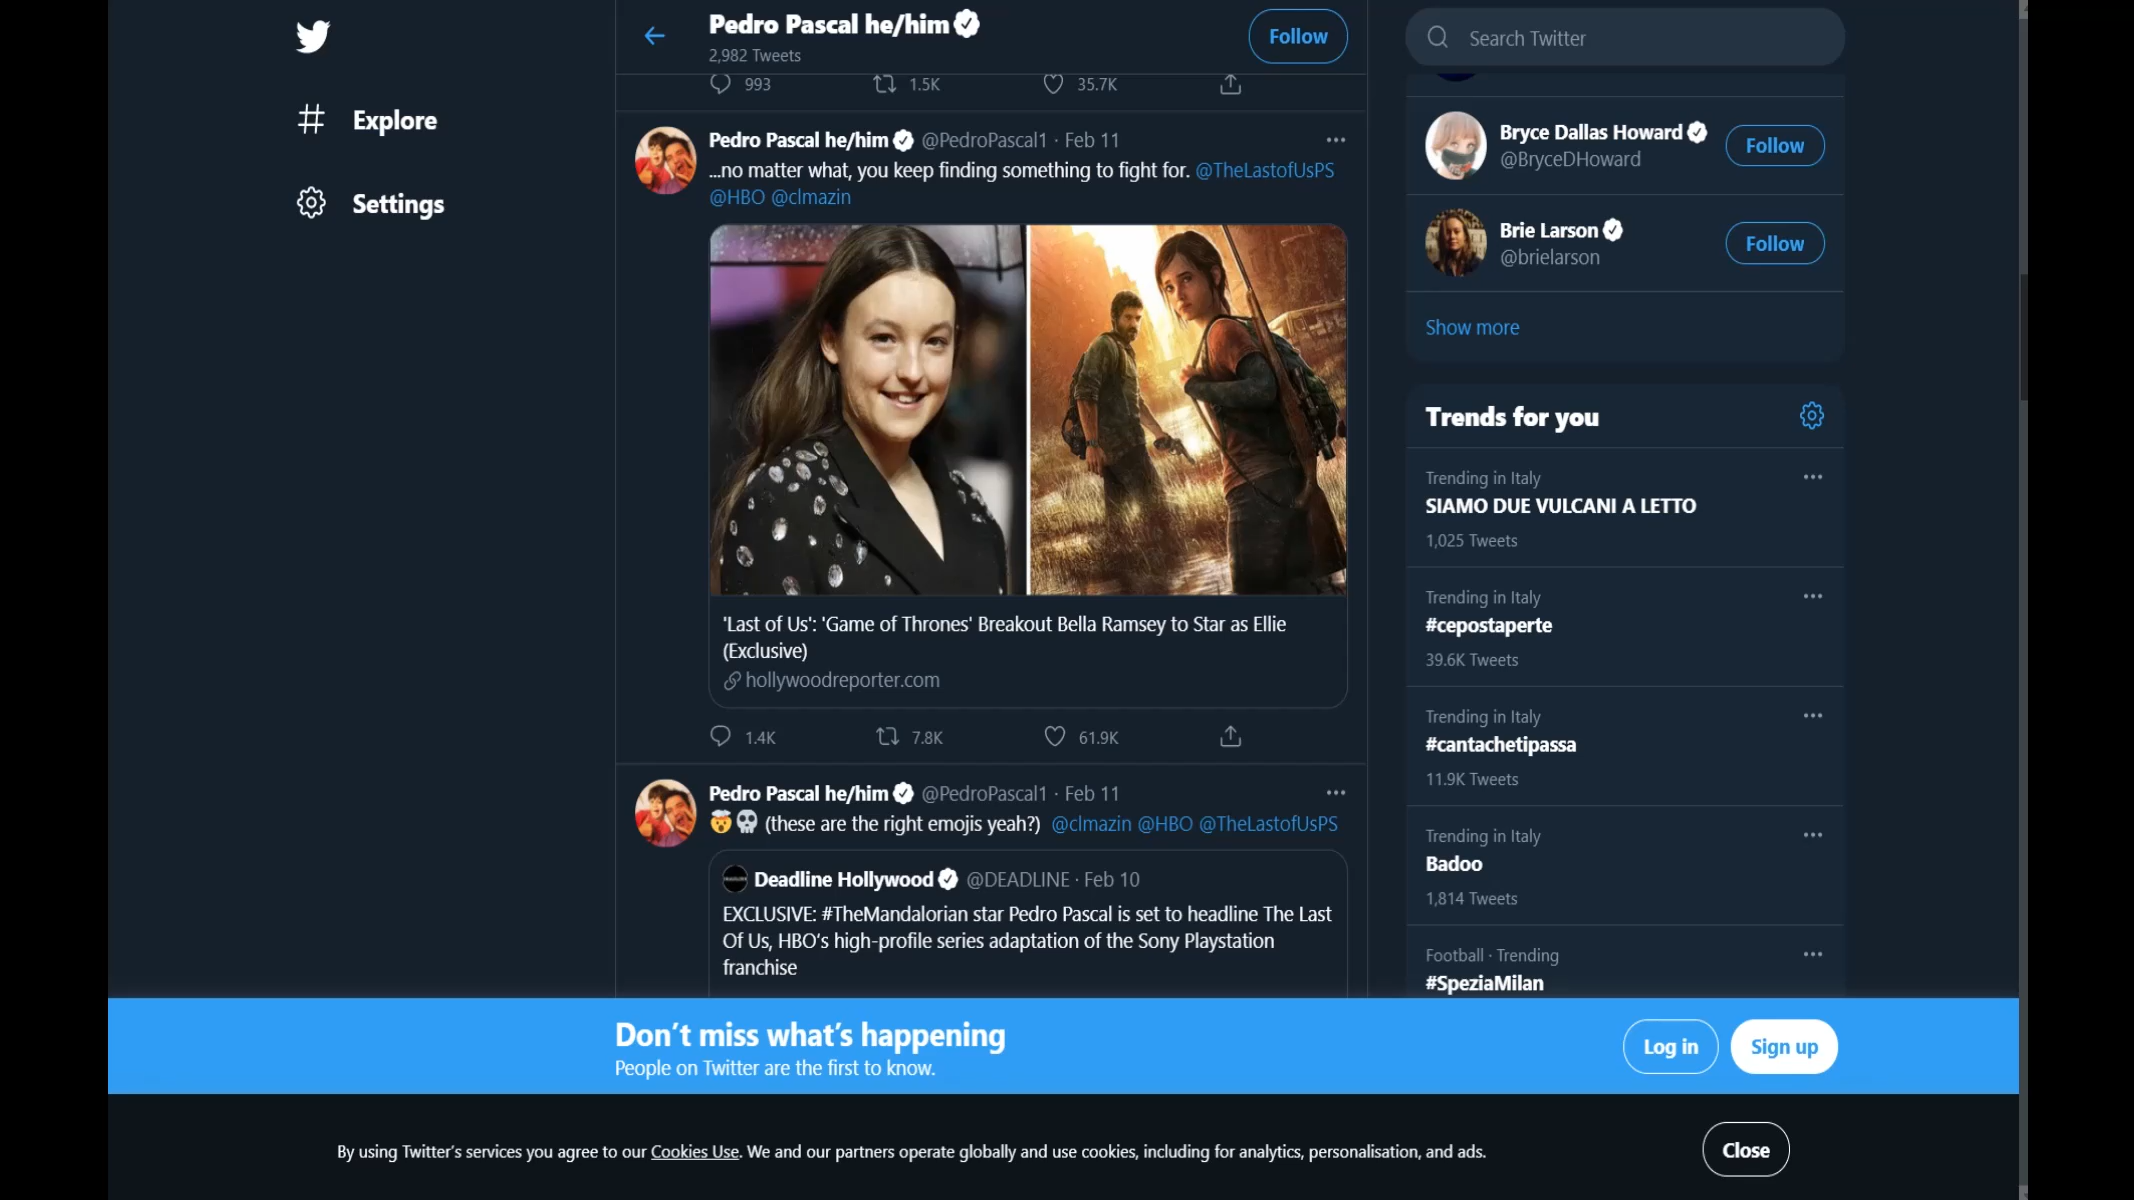 Explore
Settings
Pedro Pascal he/him
2,982 Tweets
Follow
993 1.5K 35.7K
Pedro Pascal he/him @PedroPascal1 · Feb 11
...no matter what, you keep finding something to fight for. @TheLastofUsPS
@HBO @clmazin
'Last of Us': 'Game of Thrones' Breakout Bella Ramsey to Star as Ellie
(Exclusive)
hollywoodreporter.com
1.4K 7.8K 61.9K
Pedro Pascal he/him @PedroPascal1 · Feb 11
🤯💀 (these are the right emojis yeah?) @clmazin @HBO @TheLastofUsPS
Deadline Hollywood @DEADLINE · Feb 10
EXCLUSIVE: #TheMandalorian star Pedro Pascal is set to headline The Last
Of Us, HBO's high-profile series adaptation of the Sony Playstation
franchise
Search Twitter
Bryce Dallas Howard
@BryceDHoward
Follow
Brie Larson
@brielarson
Follow
Show more
Trends for you
Trending in Italy
SIAMO DUE VULCANI A LETTO
1,025 Tweets
Trending in Italy
#cepostaperte
39.6K Tweets
Trending in Italy
#cantachetipassa
11.9K Tweets
Trending in Italy
Badoo
1,814 Tweets
Football · Trending
#SpeziaMilan
Don't miss what's happening
People on Twitter are the first to know.
Log in
Sign up
By using Twitter's services you agree to our Cookies Use. We and our partners operate globally and use cookies, including for analytics, personalisation, and ads.
Close